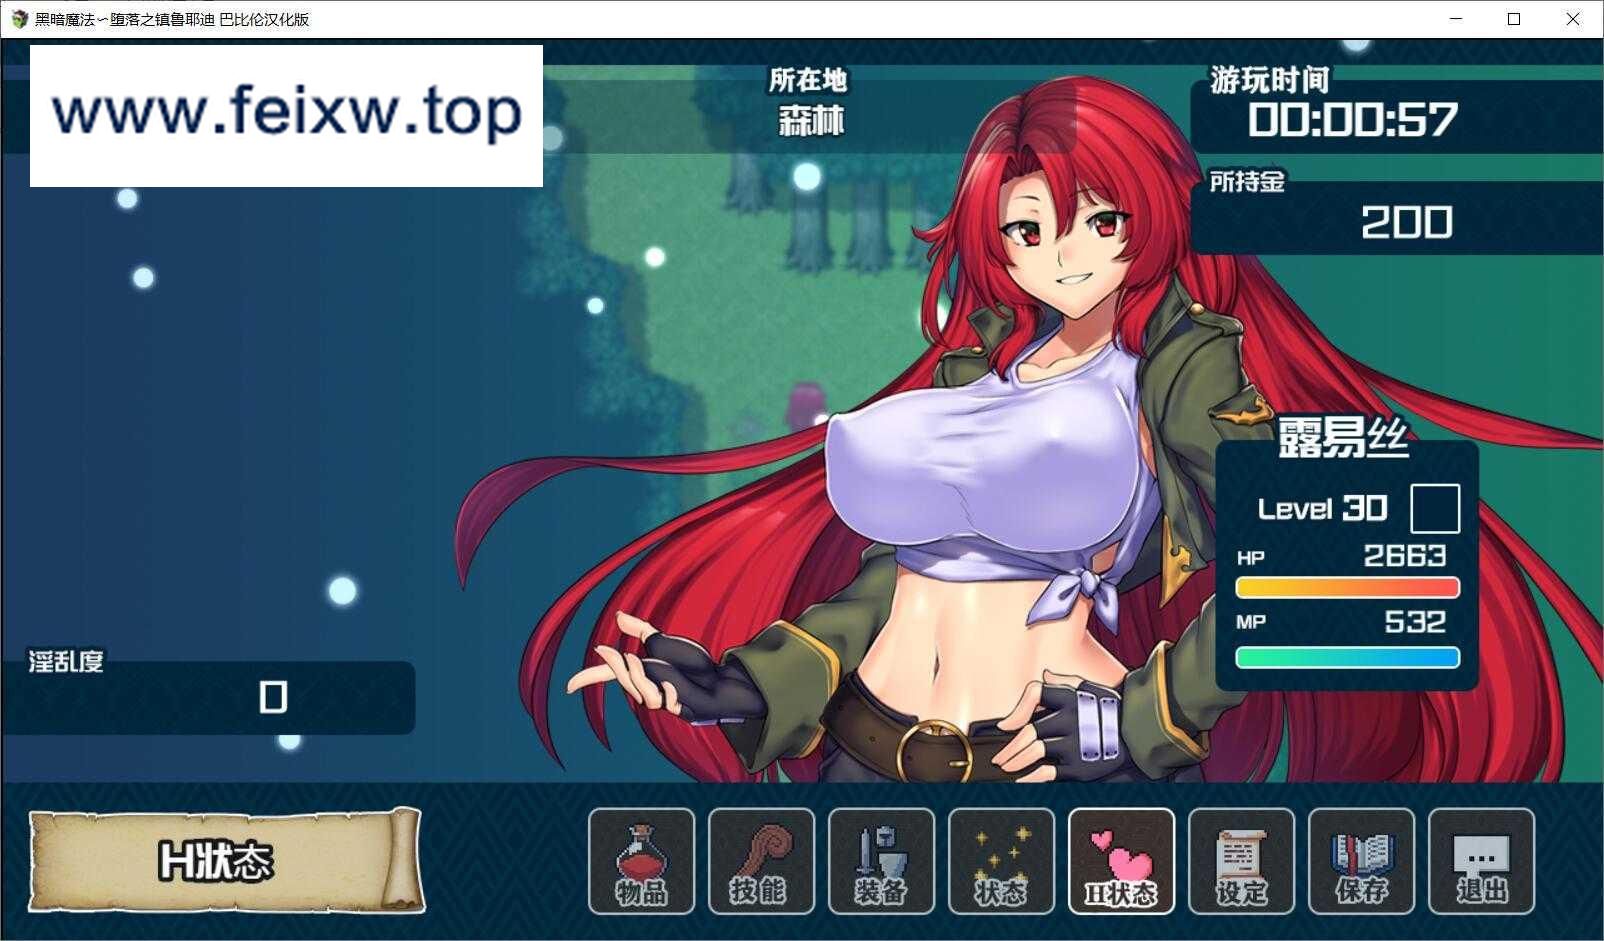 黑暗魔法∽堕落之镇鲁耶迪 巴比伦汉化版
www.feixw.top
所在地
森林
游玩时间
00:00:57
所持金
200
露易丝
Level 30
HP 2663
MP 532
淫乱度
0
H状态
物品
技能
装备
状态
H状态
设定
保存
退出